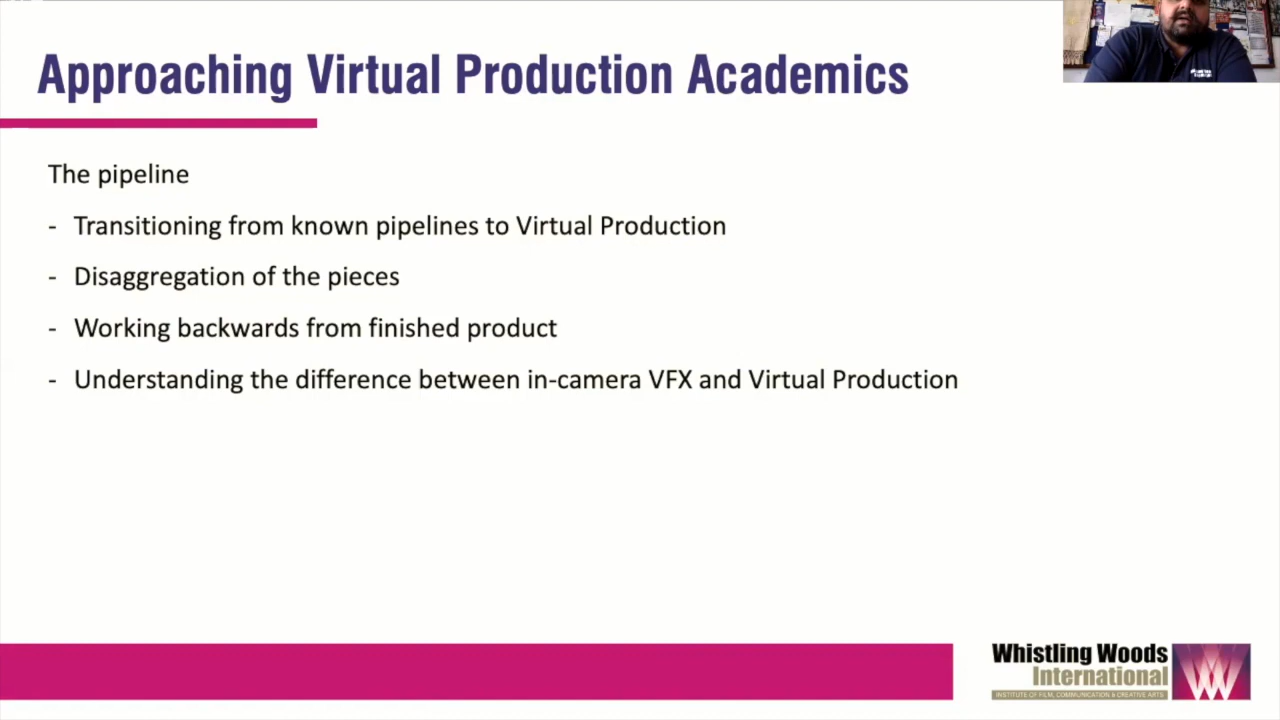 Approaching Virtual Production Academics
The pipeline
- Transitioning from known pipelines to Virtual Production
- Disaggregation of the pieces
- Working backwards from finished product
- Understanding the difference between in-camera VFX and Virtual Production
Whistling Woods
International
INSTITUTE OF FILM, COMMUNICATION & CREATIVE ARTS